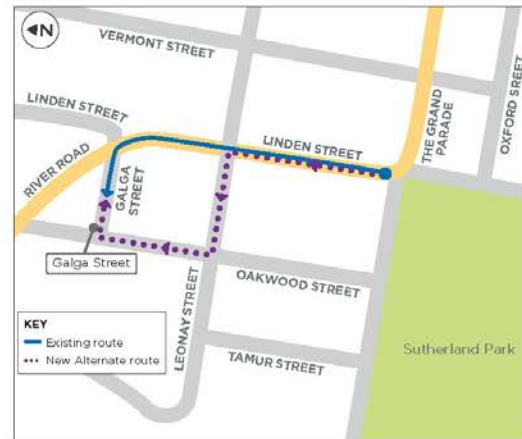 N
VERMONT STREET
LINDEN STREET
RIVER ROAD
GALGA
STREET
LINDEN STREET
THE GRAND
PARADE
OXFORD SREET
Galga Street
LEONAY STREET
OAKWOOD STREET
TAMUR STREET
Sutherland Park
KEY
Existing route
New Alternate route